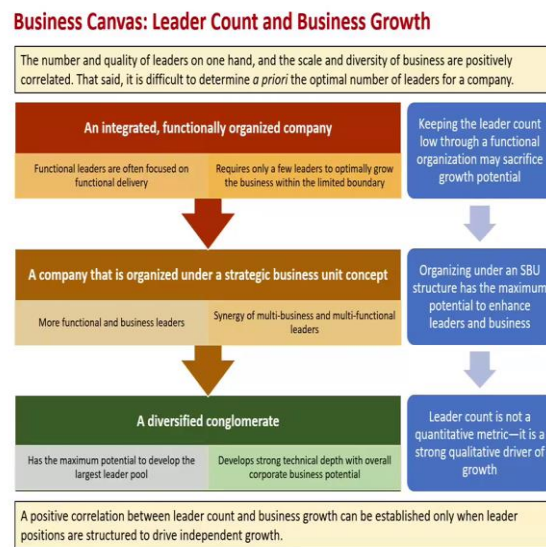 Business Canvas: Leader Count and Business Growth
The number and quality of leaders on one hand, and the scale and diversity of business are positively
correlated. That said, it is difficult to determine a priori the optimal number of leaders for a company.
An integrated, functionally organized company
Functional leaders are often focused on
functional delivery
Requires only a few leaders to optimally grow
the business within the limited boundary
Keeping the leader count
low through a functional
organization may sacrifice
growth potential
A company that is organized under a strategic business unit concept
More functional and business leaders
Synergy of multi-business and multi-functional
leaders
Organizing under an SBU
structure has the maximum
potential to enhance
leaders and business
A diversified conglomerate
Has the maximum potential to develop the
largest leader pool
Develops strong technical depth with overall
corporate business potential
Leader count is not a
quantitative metric—it is a
strong qualitative driver of
growth
A positive correlation between leader count and business growth can be established only when leader
positions are structured to drive independent growth.